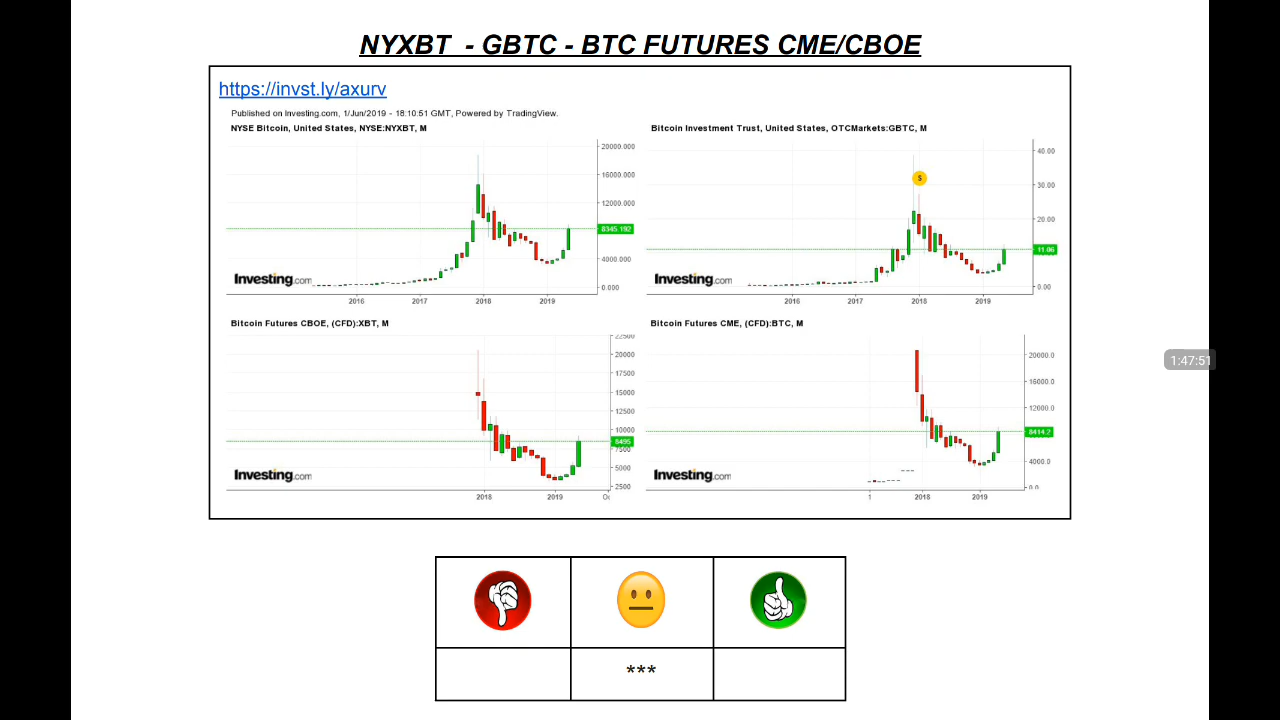 NYXBT - GBTC - BTC FUTURES CME/CBOE
https://invst.ly/axurv
Published on Investing.com, 1/Jun/2019 - 18:10:51 GMT, Powered by TradingView.
NYSE Bitcoin, United States, NYSE:NYXBT, M
20000.000
16000.000
12000.000
8345.192
4000.000
0.000
Investing.com
2016 2017 2018 2019
Bitcoin Investment Trust, United States, OTCMarkets:GBTC, M
40.00
$
30.00
20.00
11.06
0.00
Investing.com
2016 2017 2018 2019
Bitcoin Futures CBOE, (CFD):XBT, M
22500
20000
17500
15000
12500
10000
8495
7500
5000
2500
Investing.com
2018 2019
Bitcoin Futures CME, (CFD):BTC, M
20000.0
16000.0
12000.0
8414.2
4000.0
0.0
Investing.com
1 2018 2019
1:47:51
***